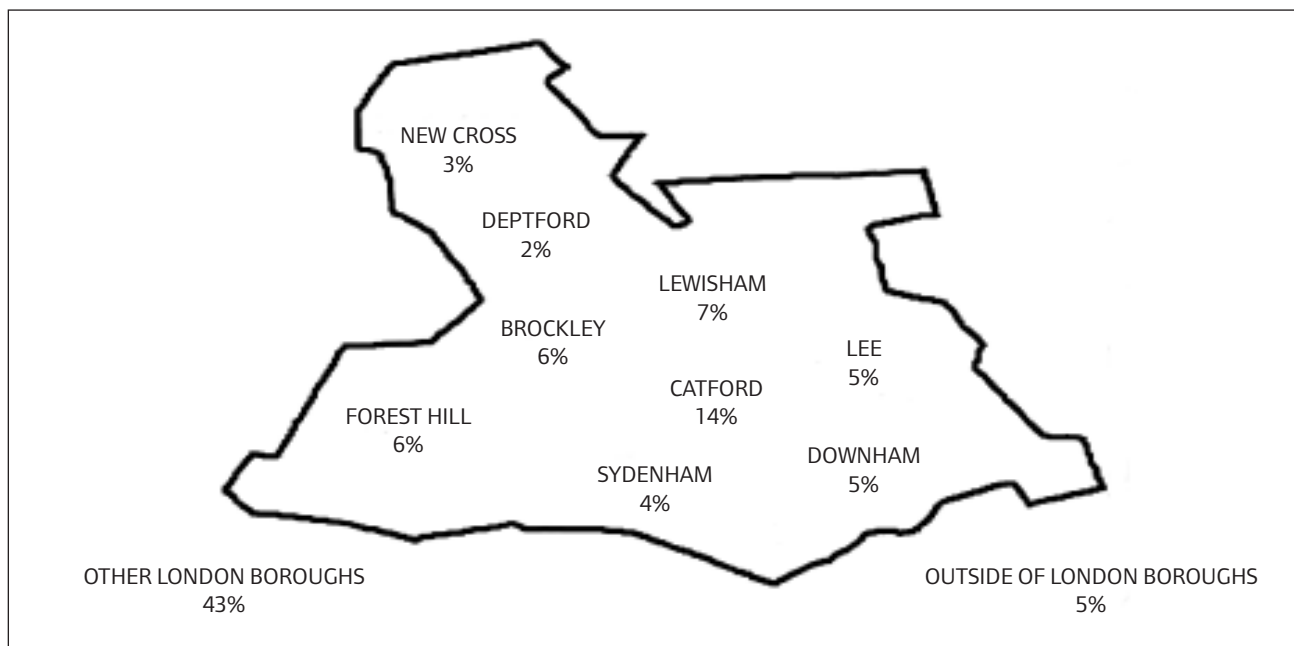 NEW CROSS
3%
DEPTFORD
2%
LEWISHAM
7%
BROCKLEY
6%
LEE
5%
CATFORD
14%
FOREST HILL
6%
DOWNHAM
5%
SYDENHAM
4%
OTHER LONDON BOROUGHS
43%
OUTSIDE OF LONDON BOROUGHS
5%